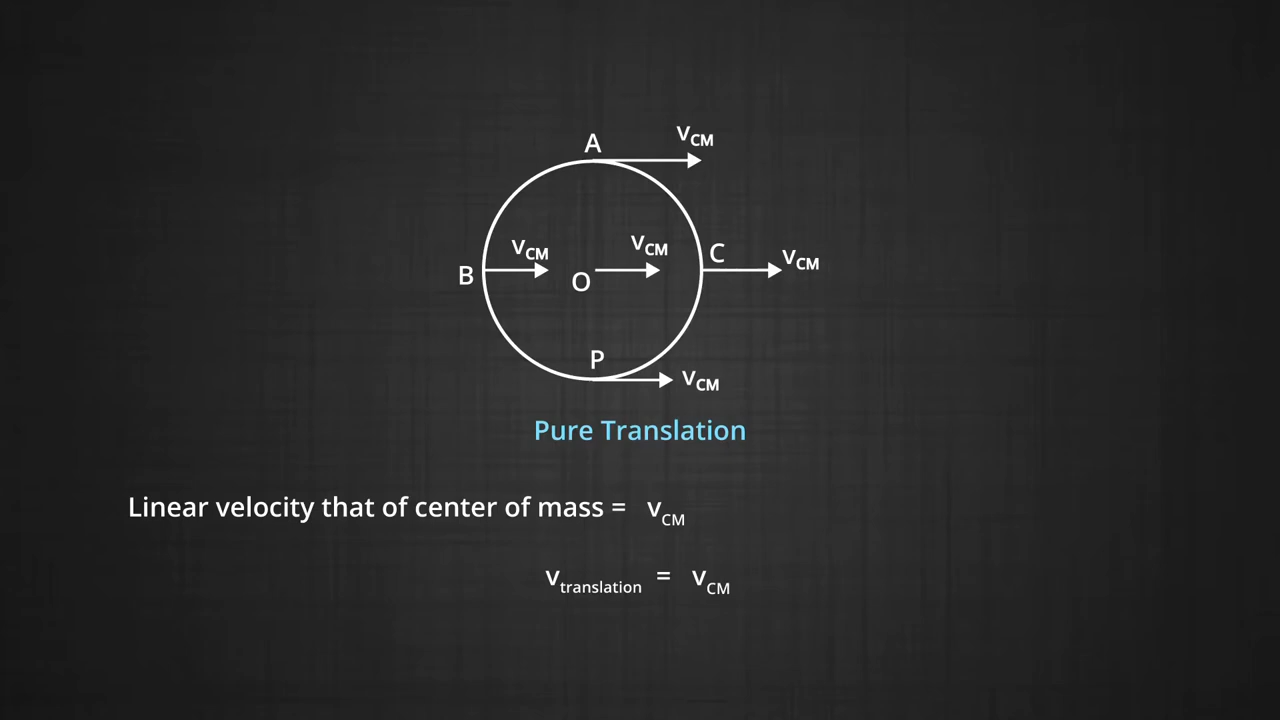 A
vCM
B
vCM
O
vCM
C
vCM
P
vCM
Pure Translation
Linear velocity that of center of mass = vCM
vtranslation = vCM